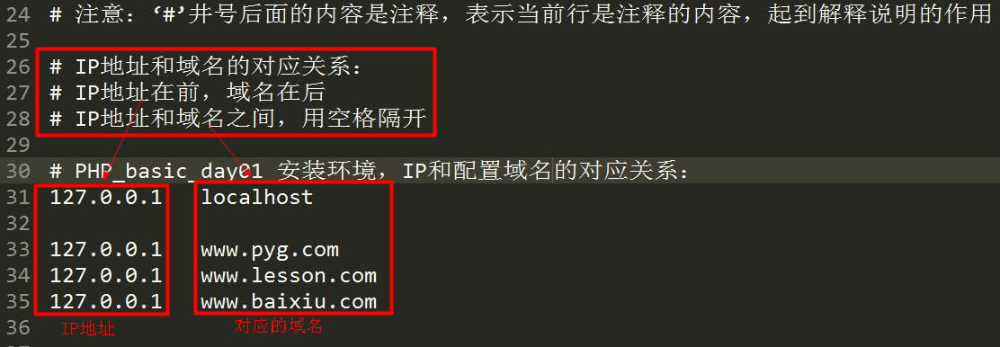 24 # 注意：‘#’井号后面的内容是注释，表示当前行是注释的内容，起到解释说明的作用
25
26 # IP地址和域名的对应关系：
27 # IP地址在前，域名在后
28 # IP地址和域名之间，用空格隔开
29
30 # PHP_basic_day01 安装环境，IP和配置域名的对应关系：
31 127.0.0.1 localhost
32
33 127.0.0.1 www.pyg.com
34 127.0.0.1 www.lesson.com
35 127.0.0.1 www.baixiu.com
36 IP地址 对应的域名